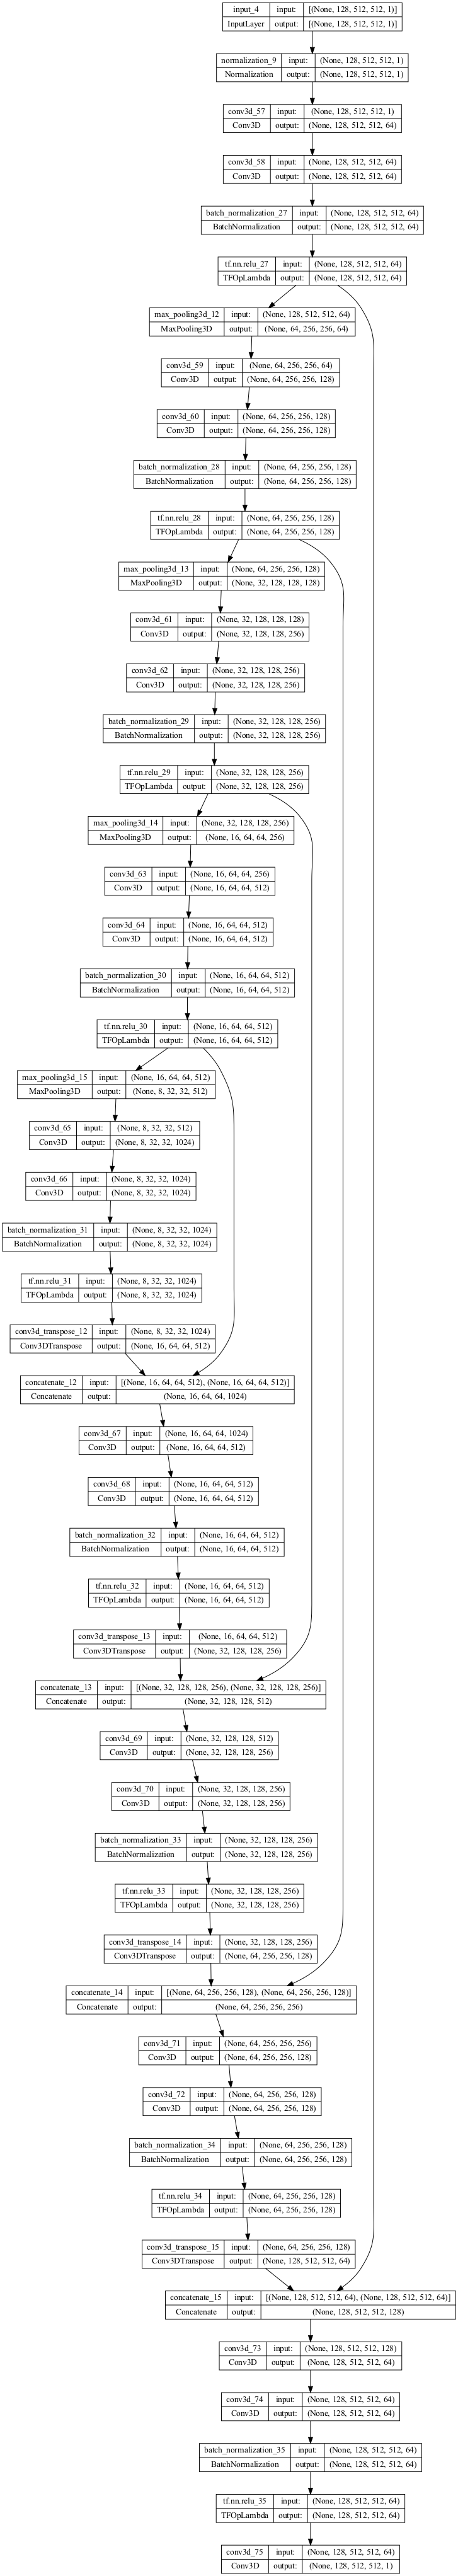 input_4 input: [(None, 128, 512, 512, 1)]
InputLayer output: [(None, 128, 512, 512, 1)]
normalization_9 input: (None, 128, 512, 512, 1)
Normalization output: (None, 128, 512, 512, 1)
conv3d_57 input: (None, 128, 512, 512, 1)
Conv3D output: (None, 128, 512, 512, 64)
conv3d_58 input: (None, 128, 512, 512, 64)
Conv3D output: (None, 128, 512, 512, 64)
batch_normalization_27 input: (None, 128, 512, 512, 64)
BatchNormalization output: (None, 128, 512, 512, 64)
tf.nn.relu_27 input: (None, 128, 512, 512, 64)
TFOpLambda output: (None, 128, 512, 512, 64)
max_pooling3d_12 input: (None, 128, 512, 512, 64)
MaxPooling3D output: (None, 64, 256, 256, 64)
conv3d_59 input: (None, 64, 256, 256, 64)
Conv3D output: (None, 64, 256, 256, 128)
conv3d_60 input: (None, 64, 256, 256, 128)
Conv3D output: (None, 64, 256, 256, 128)
batch_normalization_28 input: (None, 64, 256, 256, 128)
BatchNormalization output: (None, 64, 256, 256, 128)
tf.nn.relu_28 input: (None, 64, 256, 256, 128)
TFOpLambda output: (None, 64, 256, 256, 128)
max_pooling3d_13 input: (None, 64, 256, 256, 128)
MaxPooling3D output: (None, 32, 128, 128, 128)
conv3d_61 input: (None, 32, 128, 128, 128)
Conv3D output: (None, 32, 128, 128, 256)
conv3d_62 input: (None, 32, 128, 128, 256)
Conv3D output: (None, 32, 128, 128, 256)
batch_normalization_29 input: (None, 32, 128, 128, 256)
BatchNormalization output: (None, 32, 128, 128, 256)
tf.nn.relu_29 input: (None, 32, 128, 128, 256)
TFOpLambda output: (None, 32, 128, 128, 256)
max_pooling3d_14 input: (None, 32, 128, 128, 256)
MaxPooling3D output: (None, 16, 64, 64, 256)
conv3d_63 input: (None, 16, 64, 64, 256)
Conv3D output: (None, 16, 64, 64, 512)
conv3d_64 input: (None, 16, 64, 64, 512)
Conv3D output: (None, 16, 64, 64, 512)
batch_normalization_30 input: (None, 16, 64, 64, 512)
BatchNormalization output: (None, 16, 64, 64, 512)
tf.nn.relu_30 input: (None, 16, 64, 64, 512)
TFOpLambda output: (None, 16, 64, 64, 512)
max_pooling3d_15 input: (None, 16, 64, 64, 512)
MaxPooling3D output: (None, 8, 32, 32, 512)
conv3d_65 input: (None, 8, 32, 32, 512)
Conv3D output: (None, 8, 32, 32, 1024)
conv3d_66 input: (None, 8, 32, 32, 1024)
Conv3D output: (None, 8, 32, 32, 1024)
batch_normalization_31 input: (None, 8, 32, 32, 1024)
BatchNormalization output: (None, 8, 32, 32, 1024)
tf.nn.relu_31 input: (None, 8, 32, 32, 1024)
TFOpLambda output: (None, 8, 32, 32, 1024)
conv3d_transpose_12 input: (None, 8, 32, 32, 1024)
Conv3DTranspose output: (None, 16, 64, 64, 512)
concatenate_12 input: [(None, 16, 64, 64, 512), (None, 16, 64, 64, 512)]
Concatenate output: (None, 16, 64, 64, 1024)
conv3d_67 input: (None, 16, 64, 64, 1024)
Conv3D output: (None, 16, 64, 64, 512)
conv3d_68 input: (None, 16, 64, 64, 512)
Conv3D output: (None, 16, 64, 64, 512)
batch_normalization_32 input: (None, 16, 64, 64, 512)
BatchNormalization output: (None, 16, 64, 64, 512)
tf.nn.relu_32 input: (None, 16, 64, 64, 512)
TFOpLambda output: (None, 16, 64, 64, 512)
conv3d_transpose_13 input: (None, 16, 64, 64, 512)
Conv3DTranspose output: (None, 32, 128, 128, 256)
concatenate_13 input: [(None, 32, 128, 128, 256), (None, 32, 128, 128, 256)]
Concatenate output: (None, 32, 128, 128, 512)
conv3d_69 input: (None, 32, 128, 128, 512)
Conv3D output: (None, 32, 128, 128, 256)
conv3d_70 input: (None, 32, 128, 128, 256)
Conv3D output: (None, 32, 128, 128, 256)
batch_normalization_33 input: (None, 32, 128, 128, 256)
BatchNormalization output: (None, 32, 128, 128, 256)
tf.nn.relu_33 input: (None, 32, 128, 128, 256)
TFOpLambda output: (None, 32, 128, 128, 256)
conv3d_transpose_14 input: (None, 32, 128, 128, 256)
Conv3DTranspose output: (None, 64, 256, 256, 128)
concatenate_14 input: [(None, 64, 256, 256, 128), (None, 64, 256, 256, 128)]
Concatenate output: (None, 64, 256, 256, 256)
conv3d_71 input: (None, 64, 256, 256, 256)
Conv3D output: (None, 64, 256, 256, 128)
conv3d_72 input: (None, 64, 256, 256, 128)
Conv3D output: (None, 64, 256, 256, 128)
batch_normalization_34 input: (None, 64, 256, 256, 128)
BatchNormalization output: (None, 64, 256, 256, 128)
tf.nn.relu_34 input: (None, 64, 256, 256, 128)
TFOpLambda output: (None, 64, 256, 256, 128)
conv3d_transpose_15 input: (None, 64, 256, 256, 128)
Conv3DTranspose output: (None, 128, 512, 512, 64)
concatenate_15 input: [(None, 128, 512, 512, 64), (None, 128, 512, 512, 64)]
Concatenate output: (None, 128, 512, 512, 128)
conv3d_73 input: (None, 128, 512, 512, 128)
Conv3D output: (None, 128, 512, 512, 64)
conv3d_74 input: (None, 128, 512, 512, 64)
Conv3D output: (None, 128, 512, 512, 64)
batch_normalization_35 input: (None, 128, 512, 512, 64)
BatchNormalization output: (None, 128, 512, 512, 64)
tf.nn.relu_35 input: (None, 128, 512, 512, 64)
TFOpLambda output: (None, 128, 512, 512, 64)
conv3d_75 input: (None, 128, 512, 512, 64)
Conv3D output: (None, 128, 512, 512, 1)